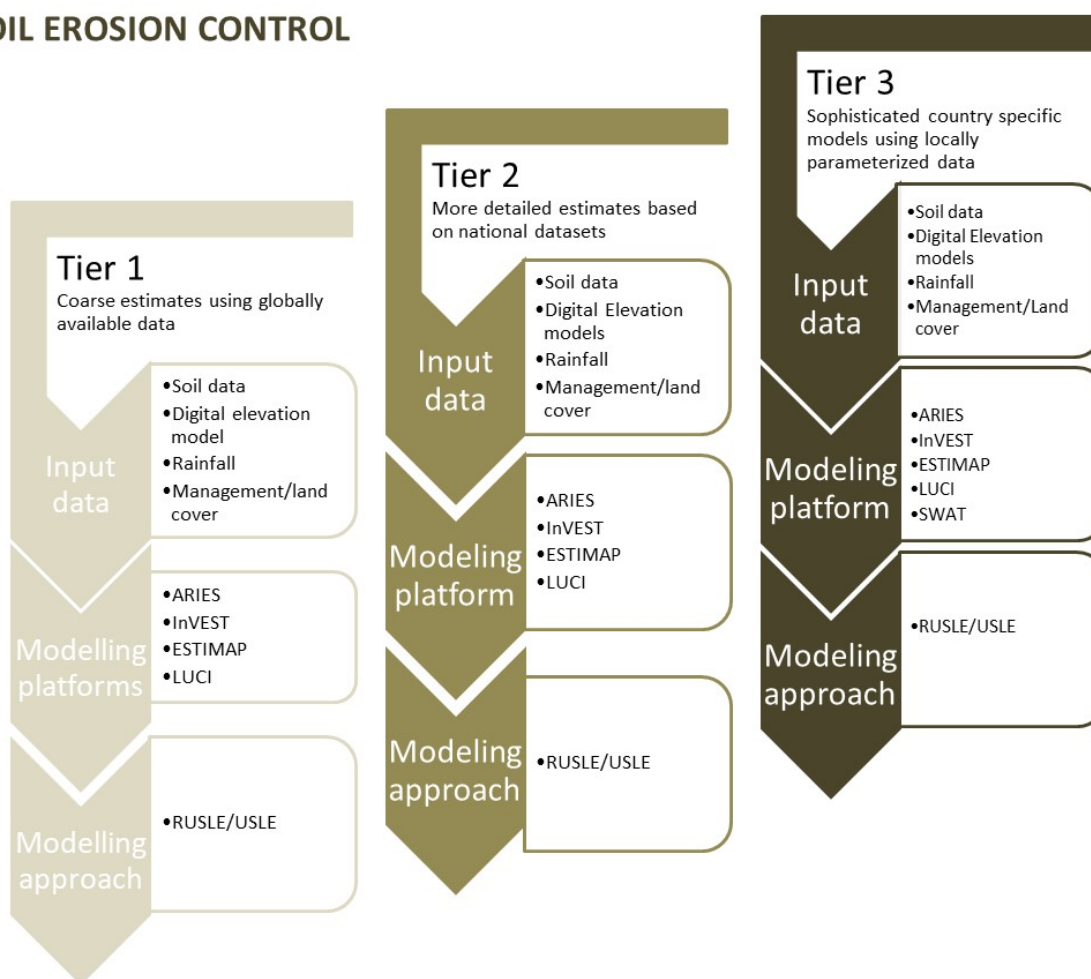 OIL EROSION CONTROL
Tier 1
Coarse estimates using globally
available data
Input
data
•Soil data
•Digital elevation
model
•Rainfall
•Management/land
cover
Modelling
platforms
•ARIES
•InVEST
•ESTIMAP
•LUCI
Modelling
approach
•RUSLE/USLE
Tier 2
More detailed estimates based
on national datasets
Input
data
•Soil data
•Digital Elevation
models
•Rainfall
•Management/land
cover
Modeling
platform
•ARIES
•InVEST
•ESTIMAP
•LUCI
Modeling
approach
•RUSLE/USLE
Tier 3
Sophisticated country specific
models using locally
parameterized data
Input
data
•Soil data
•Digital Elevation
models
•Rainfall
•Management/Land
cover
Modeling
platform
•ARIES
•InVEST
•ESTIMAP
•LUCI
•SWAT
Modeling
approach
•RUSLE/USLE